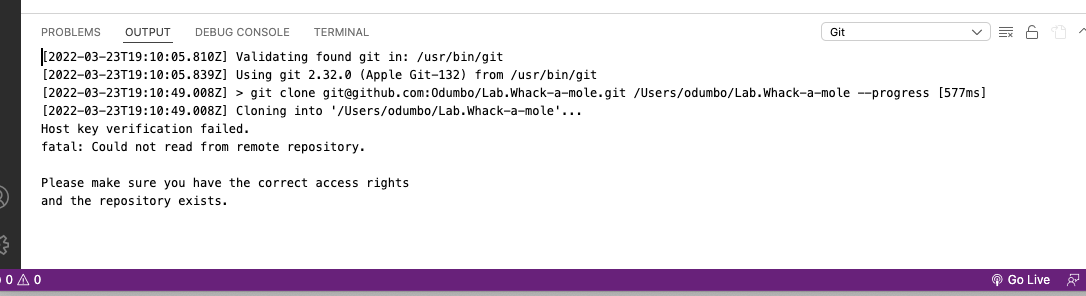 PROBLEMS OUTPUT DEBUG CONSOLE TERMINAL Git
[2022-03-23T19:10:05.810Z] Validating found git in: /usr/bin/git
[2022-03-23T19:10:05.839Z] Using git 2.32.0 (Apple Git-132) from /usr/bin/git
[2022-03-23T19:10:49.008Z] > git clone git@github.com:Odumbo/Lab.Whack-a-mole.git /Users/odumbo/Lab.Whack-a-mole --progress [577ms]
[2022-03-23T19:10:49.008Z] Cloning into '/Users/odumbo/Lab.Whack-a-mole'...
Host key verification failed.
fatal: Could not read from remote repository.
Please make sure you have the correct access rights
and the repository exists.
0 0 Go Live